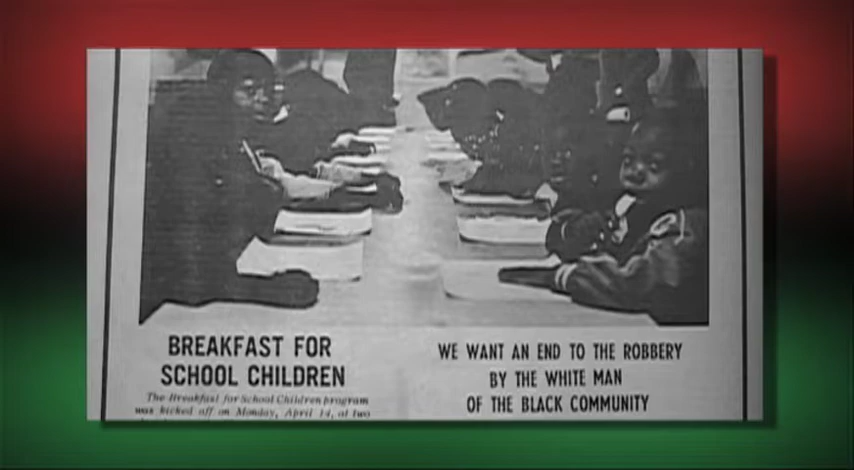 BREAKFAST FOR
SCHOOL CHILDREN
The Breakfast for School Children program
was kicked off on Monday, April 14, at two
WE WANT AN END TO THE ROBBERY
BY THE WHITE MAN
OF THE BLACK COMMUNITY